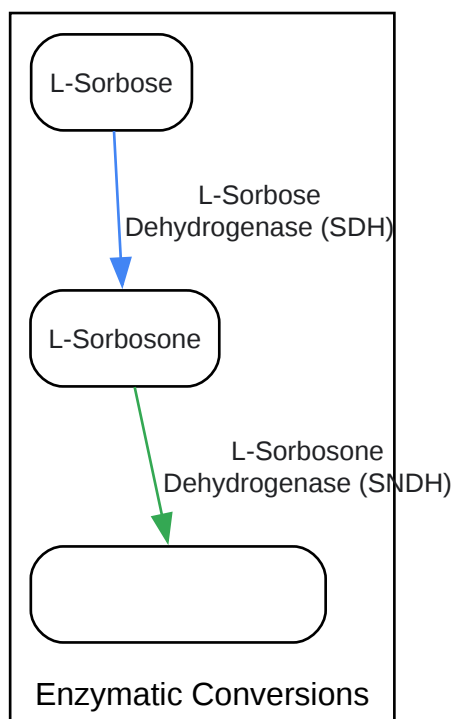 L-Sorbose
L-Sorbose
Dehydrogenase (SDH)
L-Sorbosone
L-Sorbosone
Dehydrogenase (SNDH)
Enzymatic Conversions